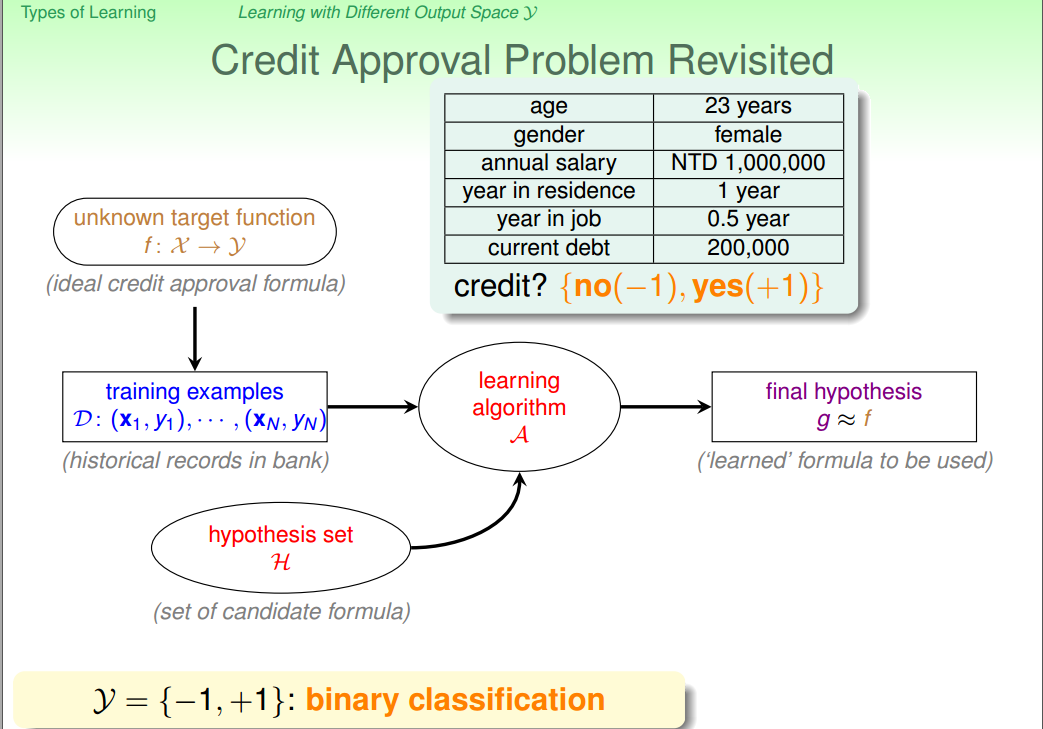 Types of Learning
Learning with Different Output Space 𝒴
Credit Approval Problem Revisited
age 23 years
gender female
annual salary NTD 1,000,000
year in residence 1 year
year in job 0.5 year
current debt 200,000
credit? {no(−1), yes(+1)}
unknown target function
f : 𝒳 → 𝒴
(ideal credit approval formula)
training examples
𝒟 : (x₁, y₁), ⋯ , (x_N, y_N)
(historical records in bank)
learning
algorithm
𝒜
final hypothesis
g ≈ f
(‘learned’ formula to be used)
hypothesis set
ℋ
(set of candidate formula)
𝒴 = {−1, +1}: binary classification